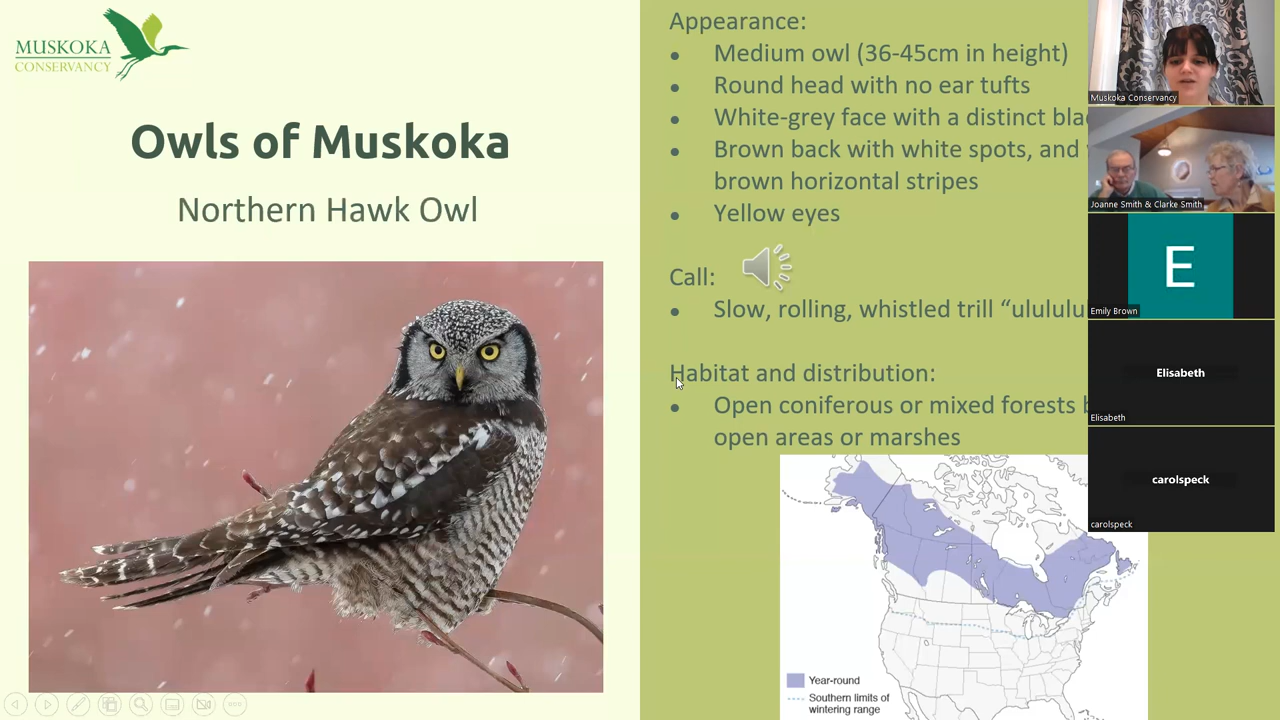 MUSKOKA
CONSERVANCY
Owls of Muskoka
Northern Hawk Owl
Appearance:
Medium owl (36-45cm in height)
Round head with no ear tufts
White-grey face with a distinct
Brown back with white spots, and
brown horizontal stripes
Yellow eyes
Call:
Slow, rolling, whistled trill “ulululu
Habitat and distribution:
Open coniferous or mixed forests
open areas or marshes
Year-round
Southern limits of
wintering range
Muskoka Conservancy
Joanne Smith & Clarke Smith
E
Emily Brown
Elisabeth
Elisabeth
carolspeck
carolspeck